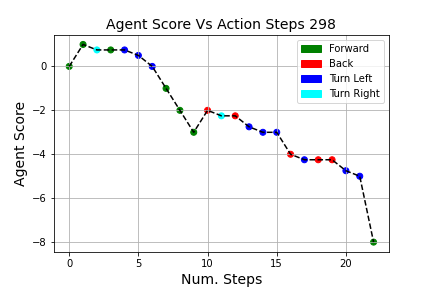 Agent Score Vs Action Steps 298
Agent Score
0
−2
−4
−6
−8
Forward
Back
Turn Left
Turn Right
0
5
10
15
20
Num. Steps